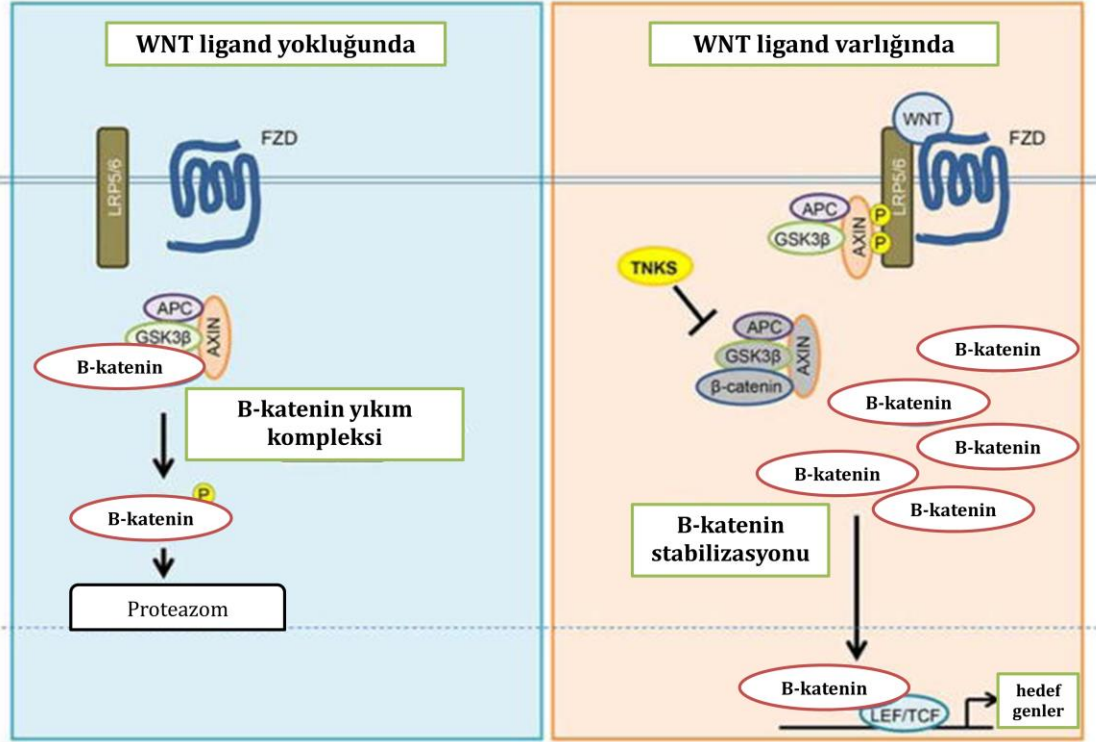 WNT ligand yokluğunda
LRP5/6
FZD
APC
GSK3β
AXIN
B-katenin
B-katenin yıkım
kompleksi
P
B-katenin
Proteazom
WNT ligand varlığında
WNT
FZD
LRP5/6
APC
GSK3β
AXIN
P
P
TNKS
APC
GSK3β
AXIN
β-catenin
B-katenin
B-katenin
B-katenin
B-katenin
B-katenin
B-katenin
stabilizasyonu
B-katenin
LEF/TCF
hedef
genler